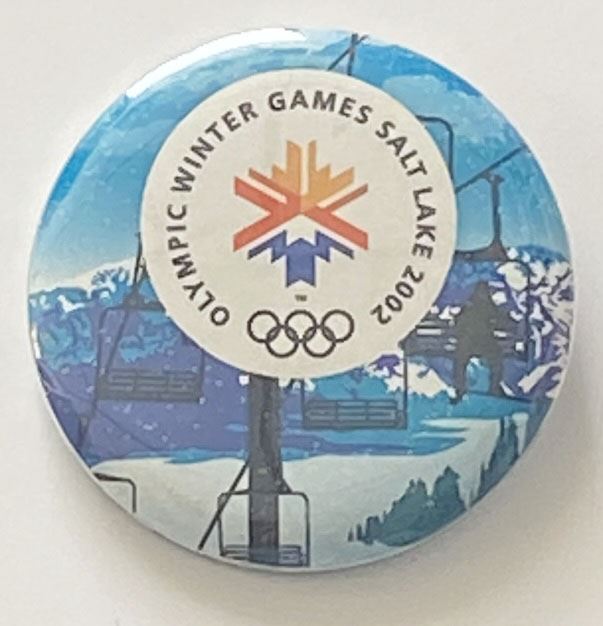 OLYMPIC WINTER GAMES SALT LAKE 2002
™